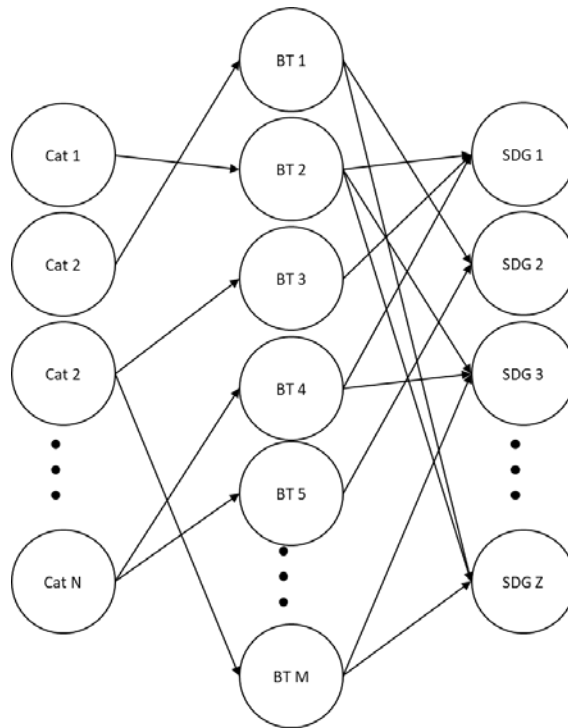 BT 1
Cat 1
BT 2
SDG 1
Cat 2
BT 3
SDG 2
Cat 2
BT 4
SDG 3
BT 5
Cat N
SDG Z
BT M